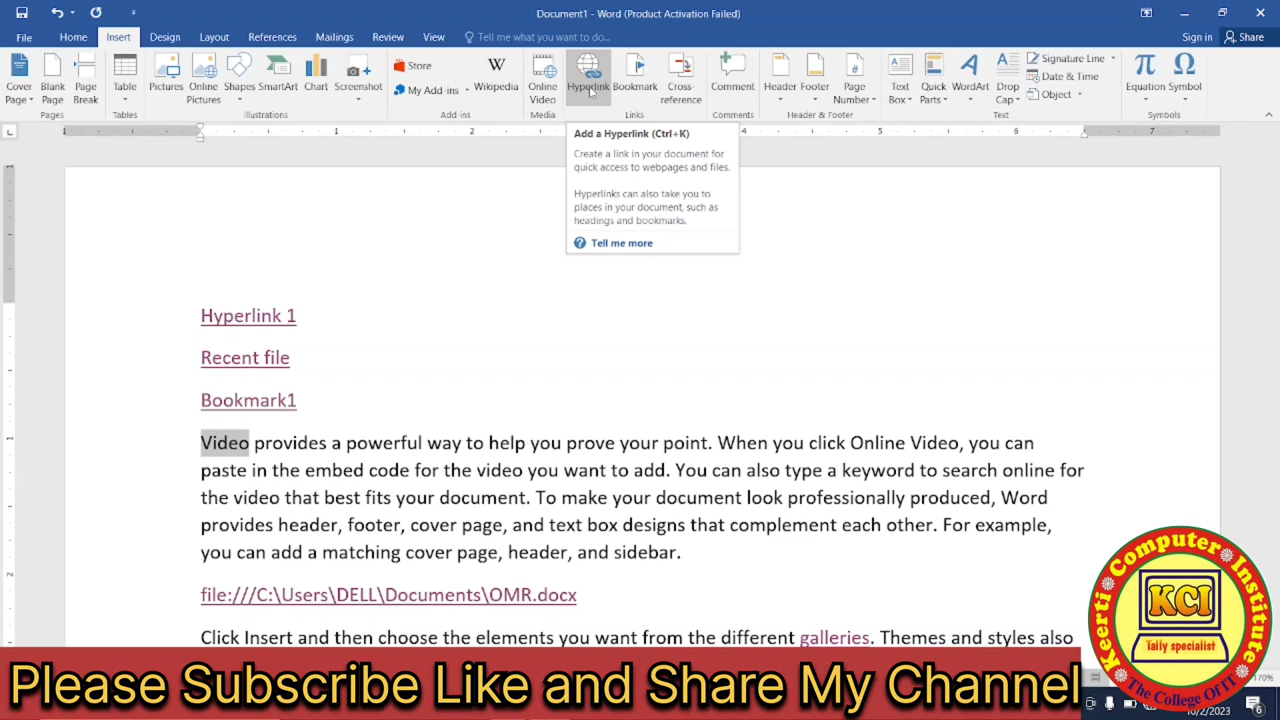 Document1 - Word (Product Activation Failed)
File Home Insert Design Layout References Mailings Review View Tell me what you want to do... Sign in Share
Cover Page Blank Page Page Break Pages
Table Tables
Pictures Online Pictures Shapes SmartArt Chart Screenshot Illustrations
Store My Add-ins Wikipedia Add-ins
Online Video Media
Hyperlink Bookmark Cross-reference Links
Comment Comments
Header Footer Page Number Header & Footer
Text Box Quick Parts WordArt Drop Cap Signature Line Date & Time Object Text
Equation Symbol Symbols
1 1 2 4 5 6 7
Add a Hyperlink (Ctrl+K)
Create a link in your document for
quick access to webpages and files.
Hyperlinks can also take you to
places in your document, such as
headings and bookmarks.
Tell me more
Hyperlink 1
Recent file
Bookmark1
Video provides a powerful way to help you prove your point. When you click Online Video, you can
paste in the embed code for the video you want to add. You can also type a keyword to search online for
the video that best fits your document. To make your document look professionally produced, Word
provides header, footer, cover page, and text box designs that complement each other. For example,
you can add a matching cover page, header, and sidebar.
file:///C:\Users\DELL\Documents\OMR.docx
Click Insert and then choose the elements you want from the different galleries. Themes and styles also
Please Subscribe Like and Share My Channel
Keerti Computer Institute
KCI
Tally specialist
The College Of IT
170%
10/2/2023
6